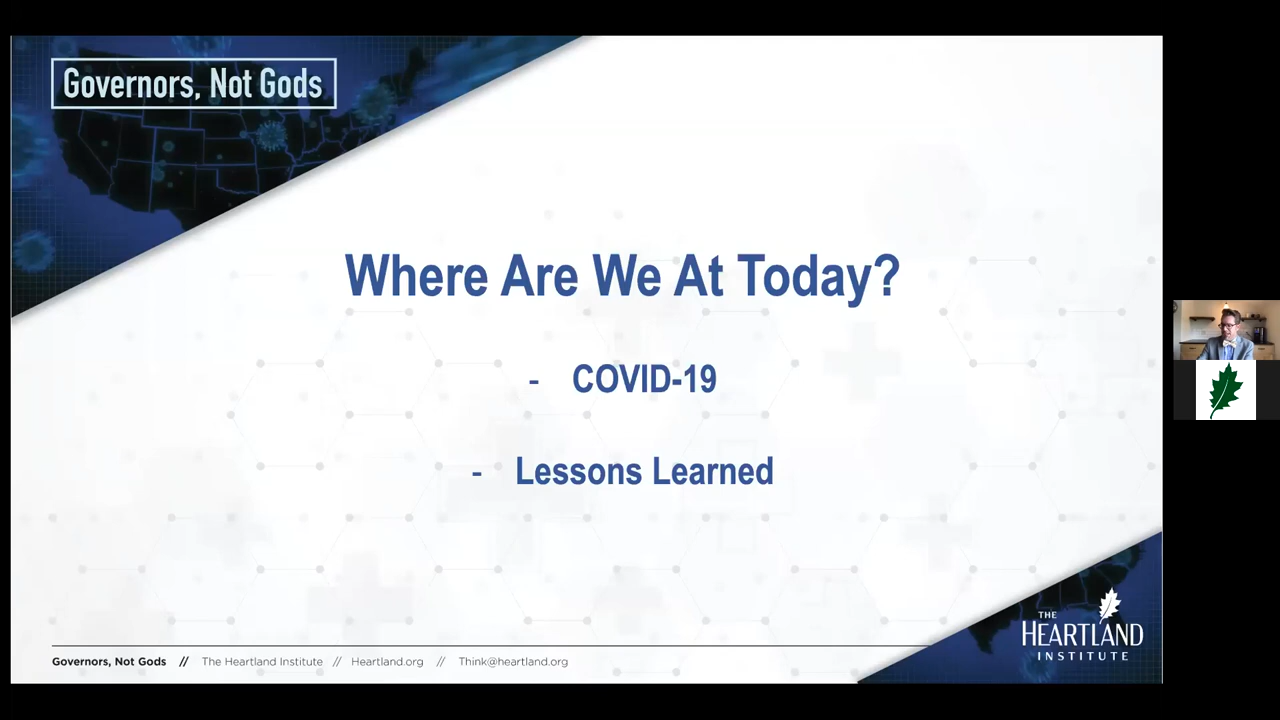 Governors, Not Gods
Where Are We At Today?
- COVID-19
- Lessons Learned
Governors, Not Gods // The Heartland Institute // Heartland.org // Think@heartland.org
THE
HEARTLAND
INSTITUTE